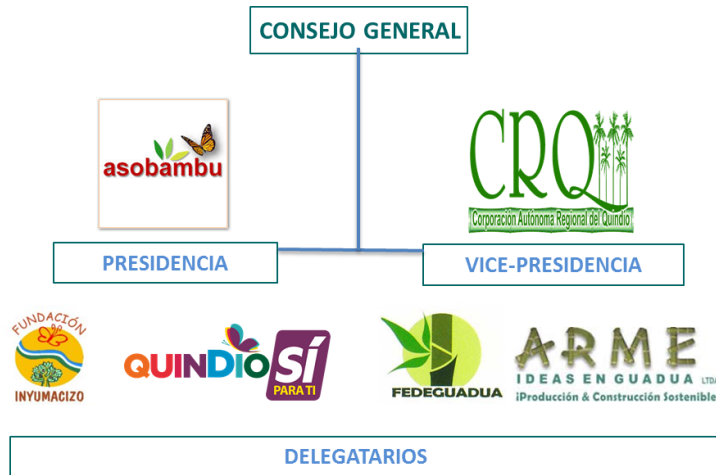 CONSEJO GENERAL
asobambu
CRQ
Corporación Autónoma Regional del Quindío
PRESIDENCIA
VICE-PRESIDENCIA
FUNDACIÓN
INYUMACIZO
QUINDÍO SÍ
PARA TI
FEDEGUADUA
ARME
IDEAS EN GUADUA LTDA
¡Producción & Construcción Sostenible
DELEGATARIOS